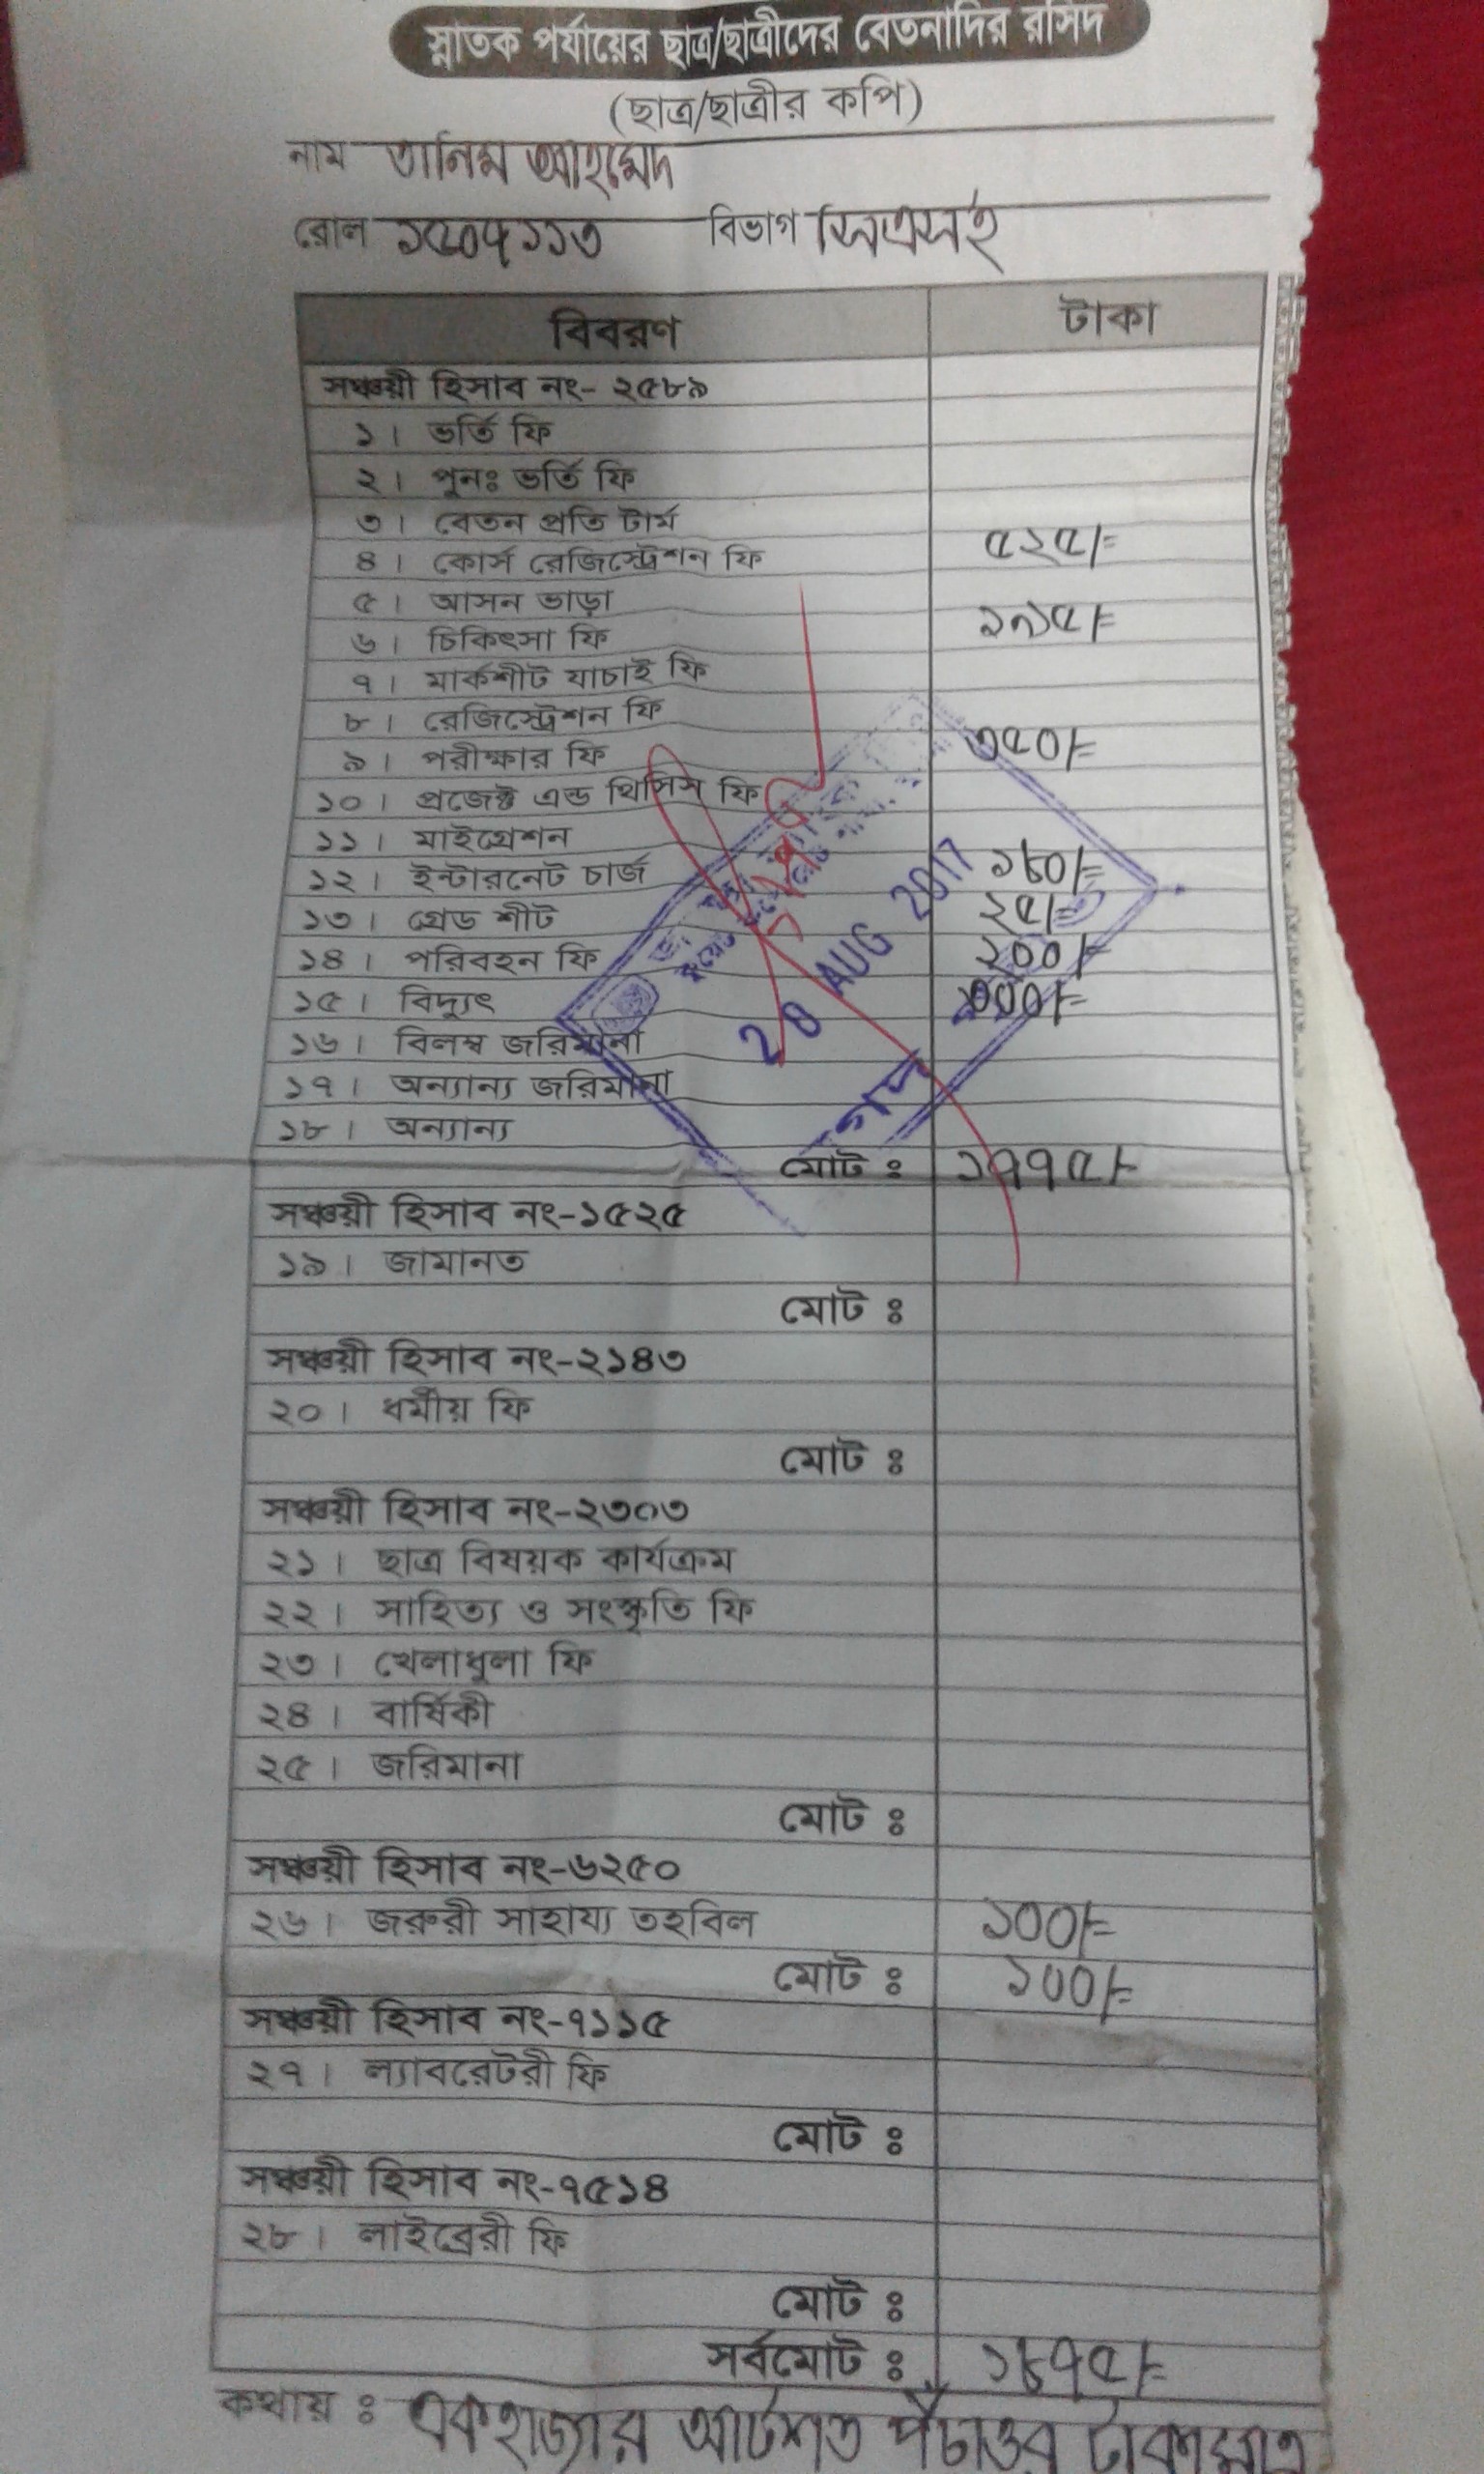 স্নাতক পর্যায়ের ছাত্র/ছাত্রীদের বেতনাদির রসিদ
(ছাত্র/ছাত্রীর কপি)
নাম তানিম আহমেদ
রোল ১৫০৭১১৩ বিভাগ সিএসই
বিবরণ টাকা
সঞ্চয়ী হিসাব নং- ২৫৮৯
১। ভর্তি ফি
২। পুনঃ ভর্তি ফি
৩। বেতন প্রতি টার্ম
৪। কোর্স রেজিস্ট্রেশন ফি ৫২৫/=
৫। আসন ভাড়া
৬। চিকিৎসা ফি
৭। মার্কশীট যাচাই ফি
৮। রেজিস্ট্রেশন ফি
৯। পরীক্ষার ফি ৩৫০/=
১০। প্রজেক্ট এন্ড থিসিস ফি
১১। মাইগ্রেশন
১২। ইন্টারনেট চার্জ ১৮০/=
১৩। গ্রেড শীট ২৫/=
১৪। পরিবহন ফি ২০০/=
১৫। বিদ্যুৎ
28 AUG 2017
১৬। বিলম্ব জরিমানা
১৭। অন্যান্য জরিমানা
১৮। অন্যান্য
মোট ঃ ১৭৭৫/=
সঞ্চয়ী হিসাব নং-১৫২৫
১৯। জামানত
মোট ঃ
সঞ্চয়ী হিসাব নং-২১৪৩
২০। ধর্মীয় ফি
মোট ঃ
সঞ্চয়ী হিসাব নং-২৩০৩
২১। ছাত্র বিষয়ক কার্যক্রম
২২। সাহিত্য ও সংস্কৃতি ফি
২৩। খেলাধুলা ফি
২৪। বার্ষিকী
২৫। জরিমানা
মোট ঃ
সঞ্চয়ী হিসাব নং-৬২৫০
২৬। জরুরী সাহায্য তহবিল ১০০/=
মোট ঃ ১০০/=
সঞ্চয়ী হিসাব নং-৭১১৫
২৭। ল্যাবরেটরী ফি
মোট ঃ
সঞ্চয়ী হিসাব নং-৭৫১৪
২৮। লাইব্রেরী ফি
মোট ঃ
সর্বমোট ঃ ১৮৭৫/=
কথায় ঃ একহাজার আটশত পঁচাত্তর টাকামাত্র